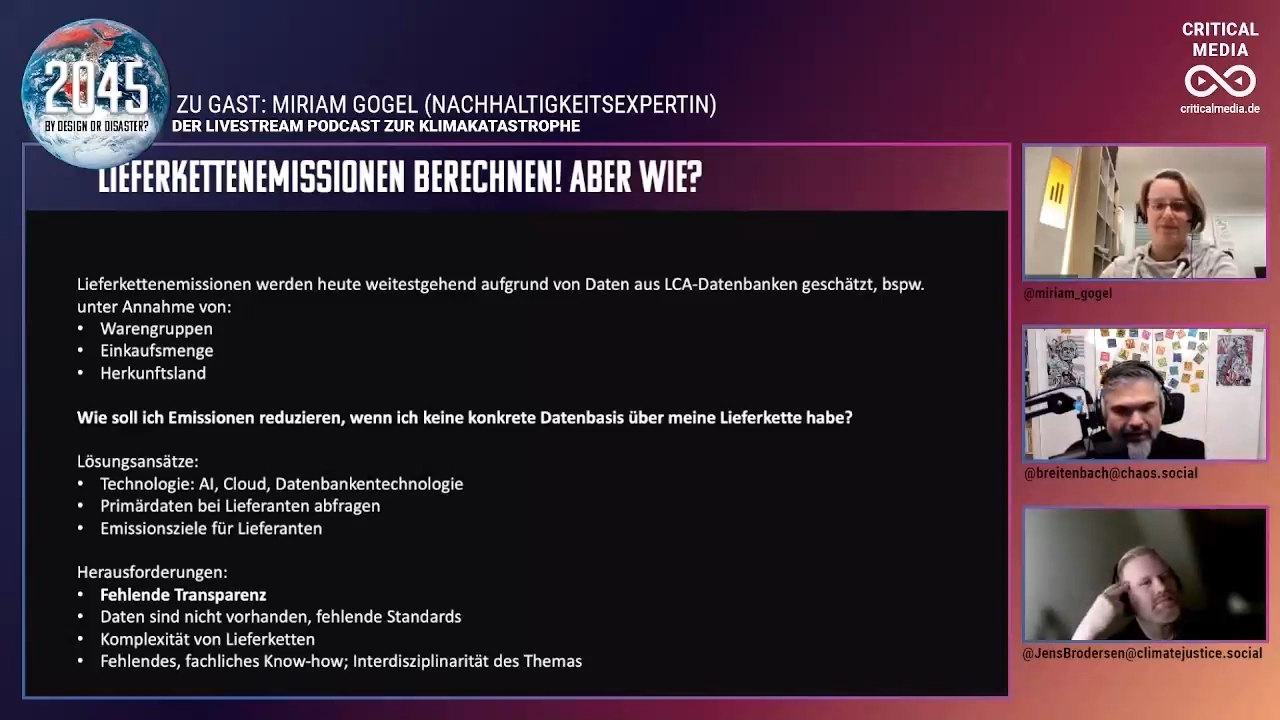 2045
BY DESIGN OR DISASTER?
ZU GAST: MIRIAM GOGEL (NACHHALTIGKEITSEXPERTIN)
DER LIVESTREAM PODCAST ZUR KLIMAKATASTROPHE
CRITICAL
MEDIA
criticalmedia.de
LIEFERKETTENEMISSIONEN BERECHNEN! ABER WIE?
Lieferkettenemissionen werden heute weitestgehend aufgrund von Daten aus LCA-Datenbanken geschätzt, bspw.
unter Annahme von:
• Warengruppen
• Einkaufsmenge
• Herkunftsland
Wie soll ich Emissionen reduzieren, wenn ich keine konkrete Datenbasis über meine Lieferkette habe?
Lösungsansätze:
• Technologie: AI, Cloud, Datenbankentechnologie
• Primärdaten bei Lieferanten abfragen
• Emissionsziele für Lieferanten
Herausforderungen:
• Fehlende Transparenz
• Daten sind nicht vorhanden, fehlende Standards
• Komplexität von Lieferketten
• Fehlendes, fachliches Know-how; Interdisziplinarität des Themas
@miriam_gogel
@breitenbach@chaos.social
@JensBrodersen@climatejustice.social